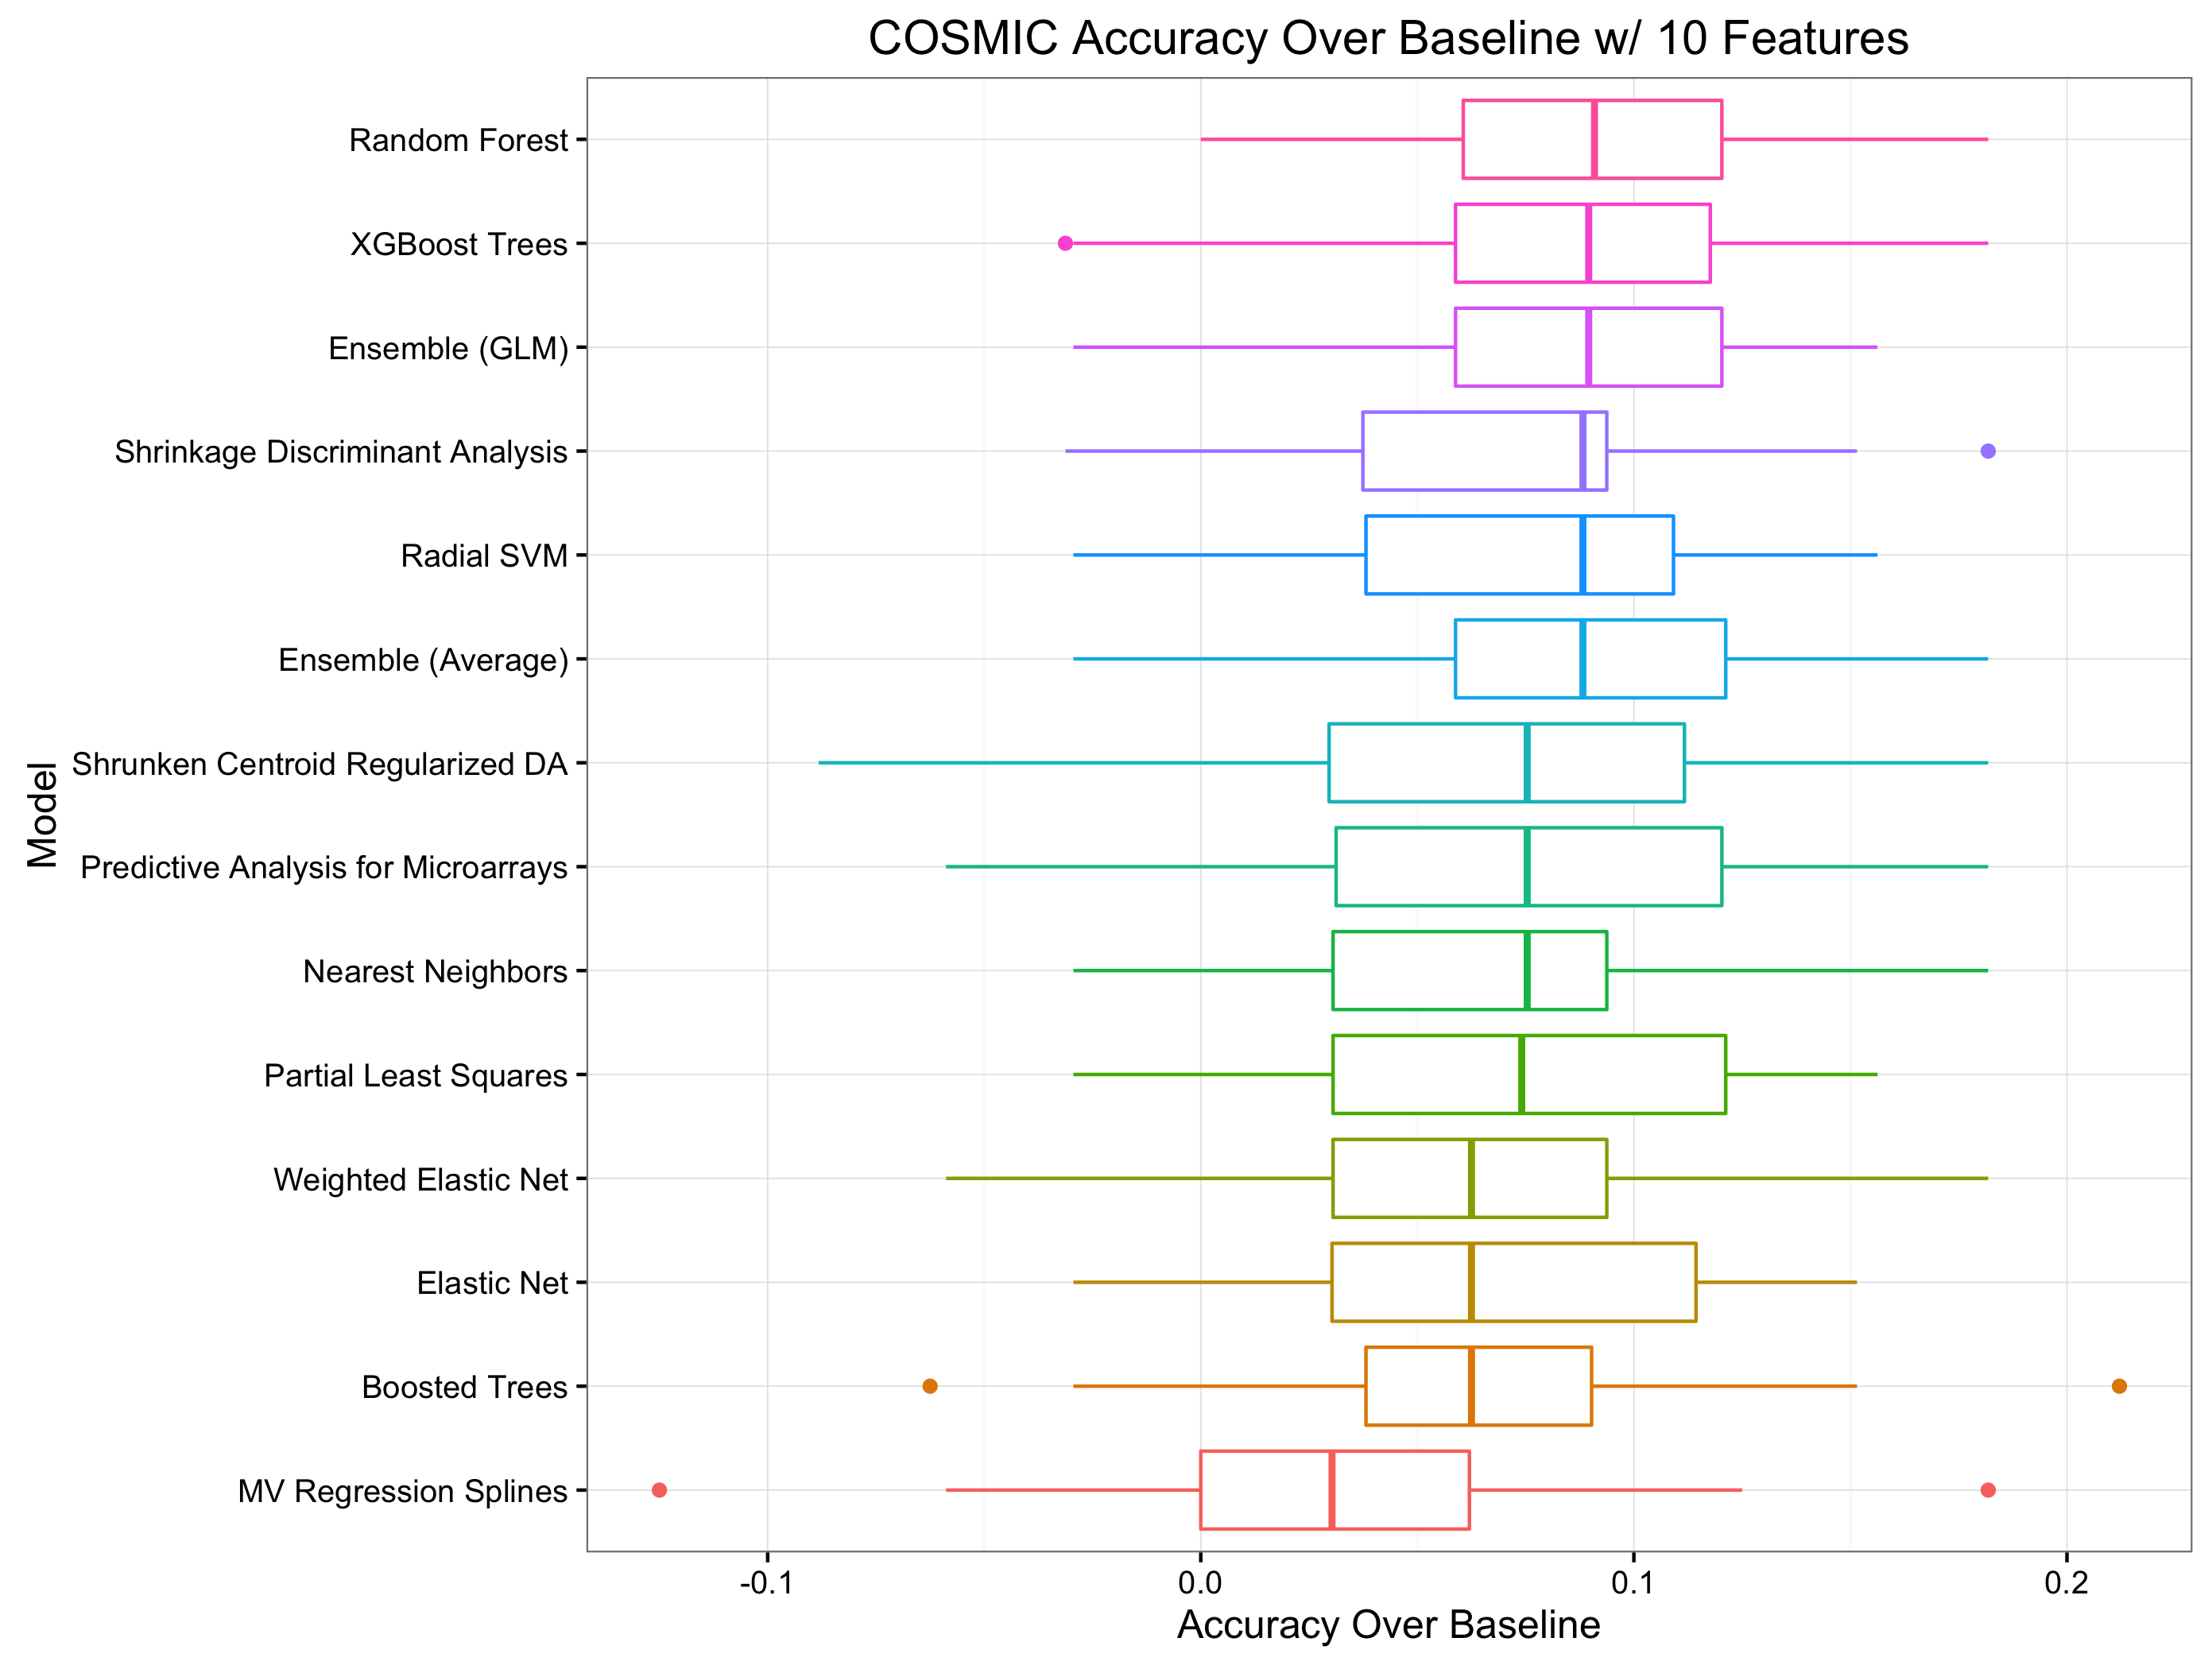 COSMIC Accuracy Over Baseline w/ 10 Features
Random Forest
XGBoost Trees
Ensemble (GLM)
Shrinkage Discriminant Analysis
Radial SVM
Ensemble (Average)
Shrunken Centroid Regularized DA
Predictive Analysis for Microarrays
Nearest Neighbors
Partial Least Squares
Weighted Elastic Net
Elastic Net
Boosted Trees
MV Regression Splines
Model
-0.1 0.0 0.1 0.2
Accuracy Over Baseline